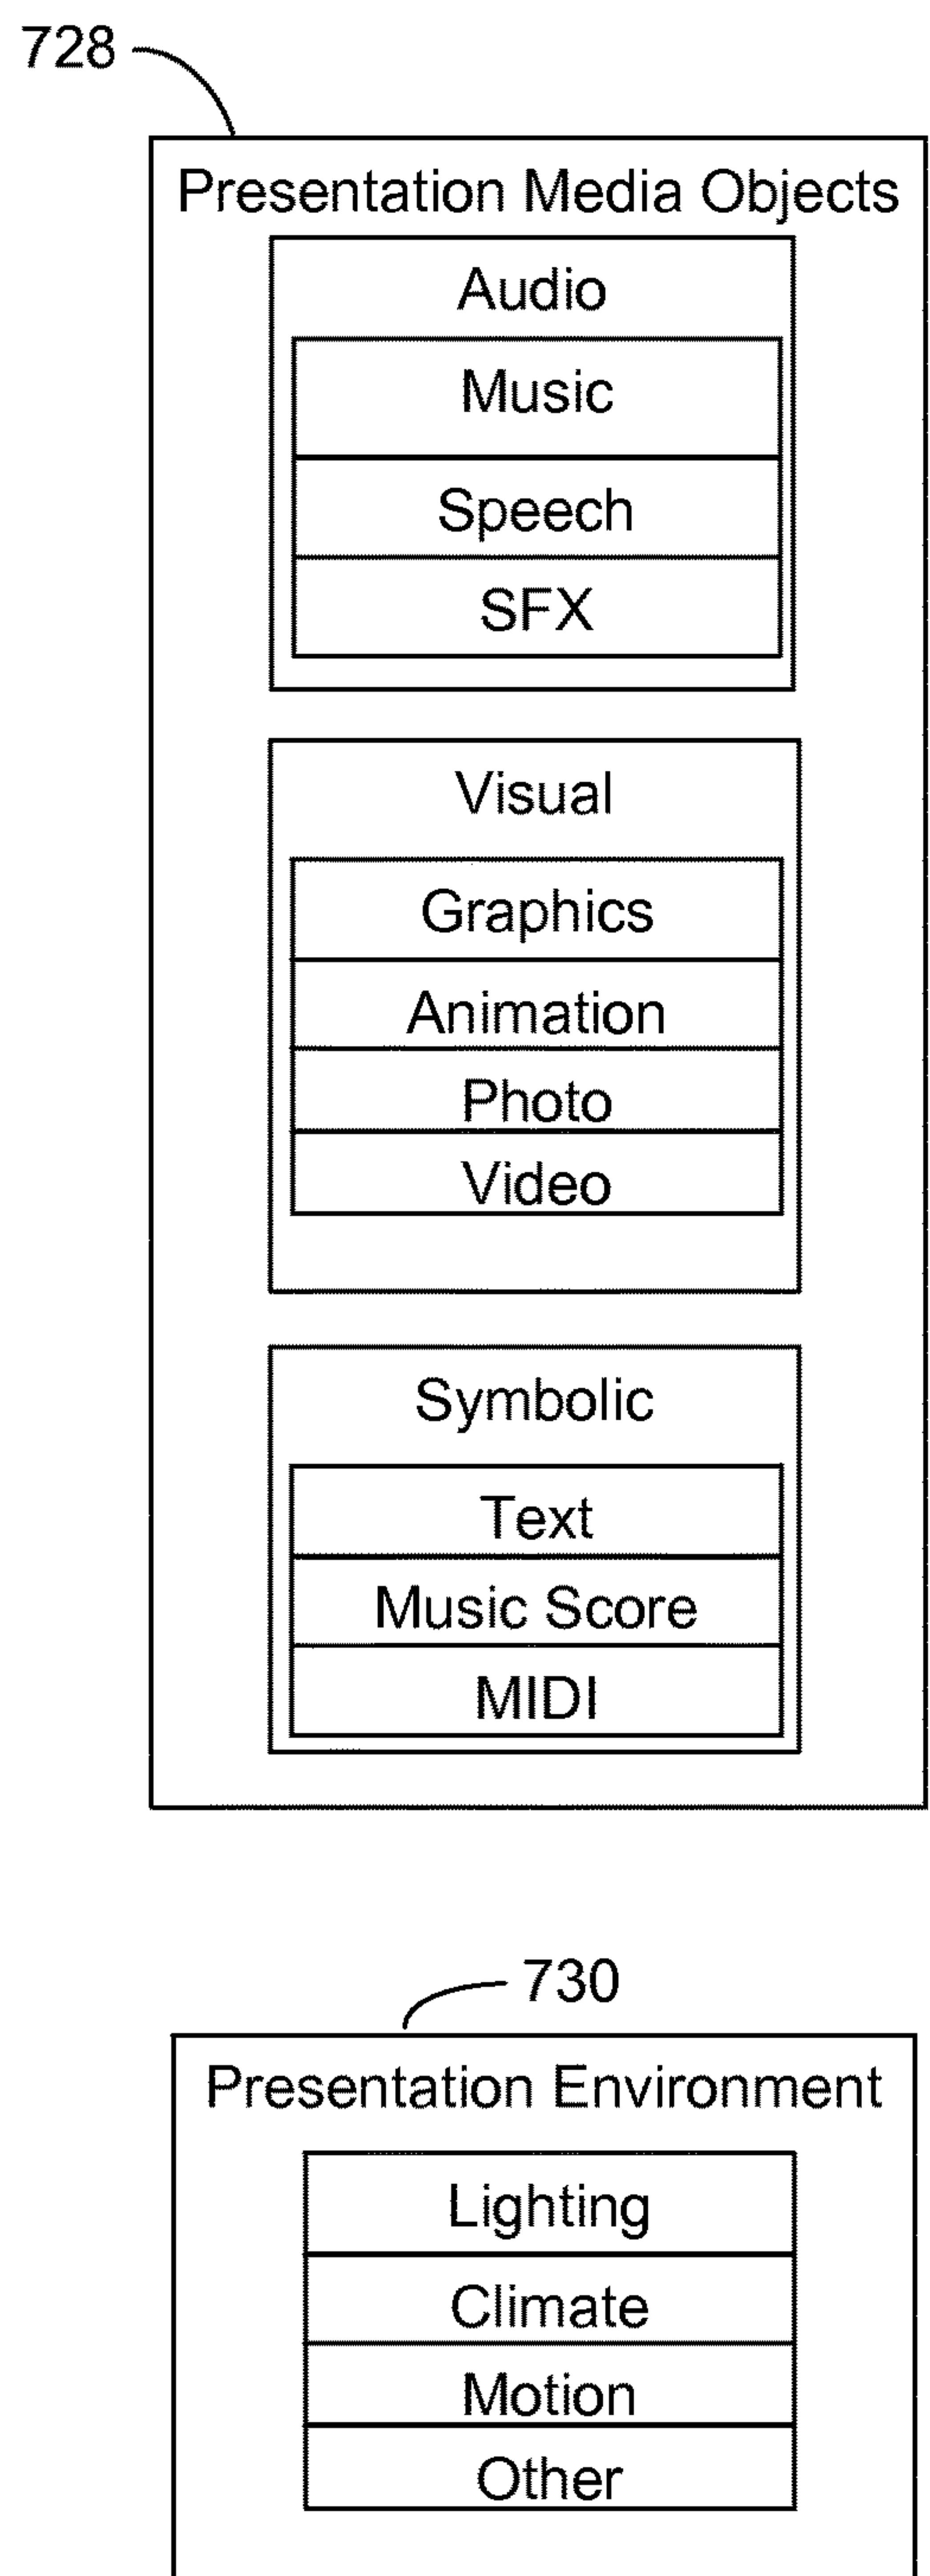 728
Presentation Media Objects
Audio
Music
Speech
SFX
Visual
Graphics
Animation
Photo
Video
Symbolic
Text
Music Score
MIDI
730
Presentation Environment
Lighting
Climate
Motion
Other